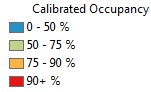 Calibrated Occupancy
0 - 50 %
50 - 75 %
75 - 90 %
90+ %